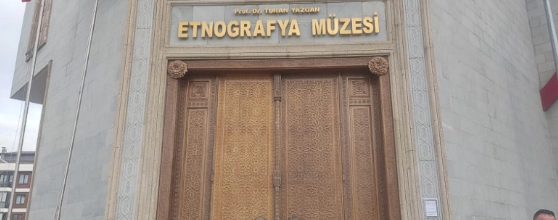 Prof. Dr. TURAN YAZGAN
ETNOGRAFYA MÜZESİ